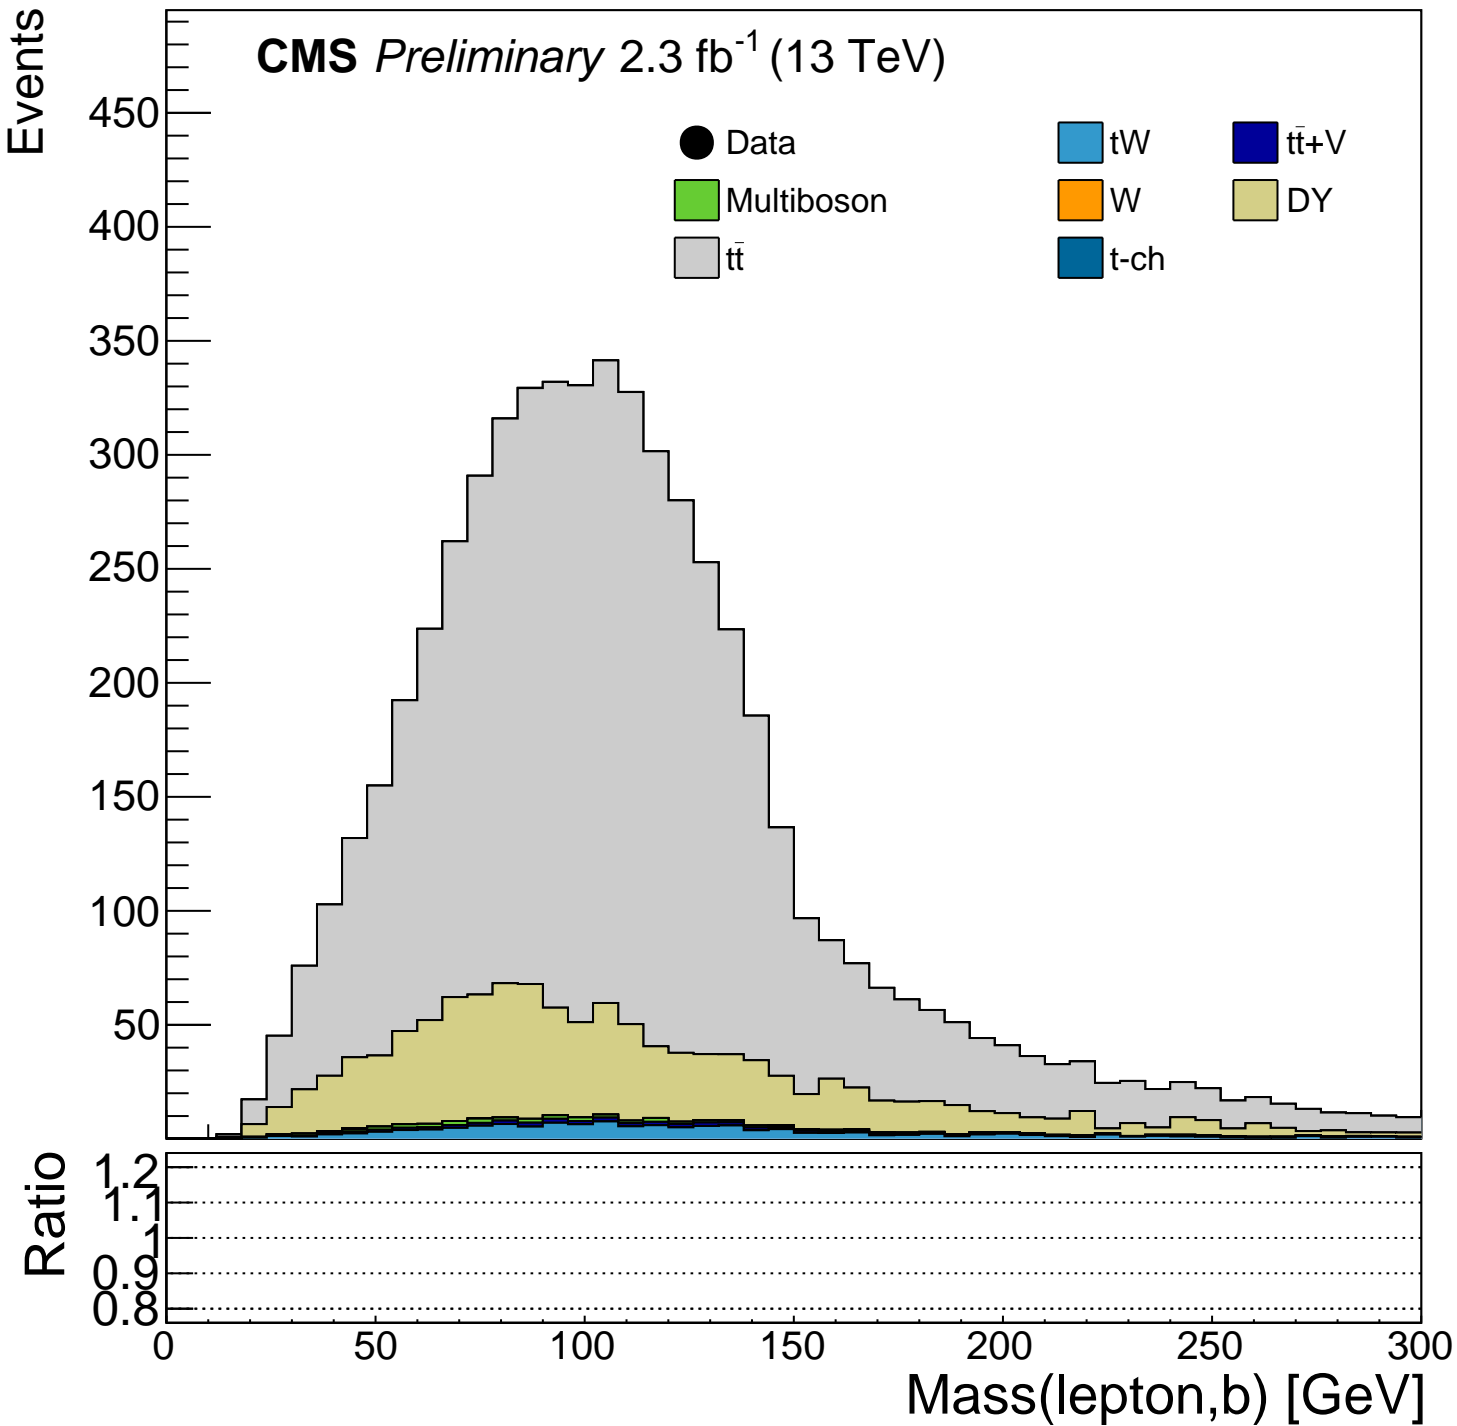 CMS Preliminary 2.3 fb⁻¹ (13 TeV)
Events
450
400
350
300
250
200
150
100
50
Data
Multiboson
tt̄
tW
W
t-ch
tt̄+V
DY
Ratio
1.2
1.1
1
0.9
0.8
0 50 100 150 200 250 300
Mass(lepton,b) [GeV]